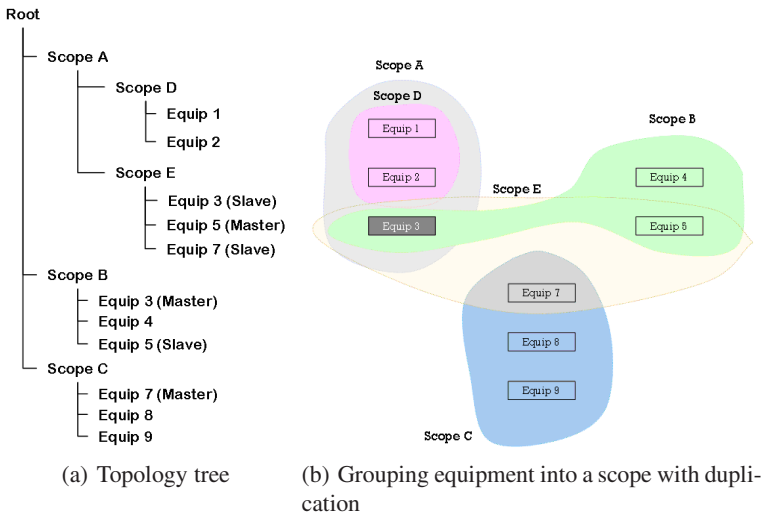 Root
Scope A
Scope D
Equip 1
Equip 2
Scope E
Equip 3 (Slave)
Equip 5 (Master)
Equip 7 (Slave)
Scope B
Equip 3 (Master)
Equip 4
Equip 5 (Slave)
Scope C
Equip 7 (Master)
Equip 8
Equip 9
(a) Topology tree
Scope A
Scope D
Equip 1
Scope B
Equip 2
Scope E
Equip 4
Equip 3
Equip 5
Equip 7
Equip 8
Equip 9
Scope C
(b) Grouping equipment into a scope with dupli-
cation